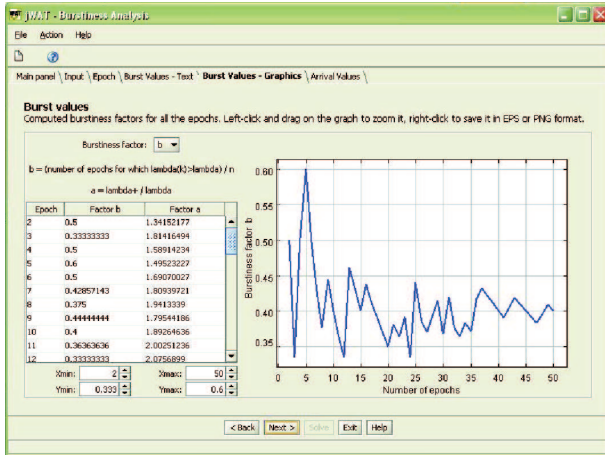 jWAT - Burstiness Analysis
File Action Help
Main panel \ Input \ Epoch \ Burst Values - Text \ Burst Values - Graphics \ Arrival Values \
Burst values
Computed burstiness factors for all the epochs. Left-click and drag on the graph to zoom it, right-click to save it in EPS or PNG format.
Burstiness factor: b
b = (number of epochs for which lambda(k)>lambda) / n
a = lambda+ / lambda
Epoch Factor b Factor a
2 0.5 1.34152177
3 0.33333333 1.81416494
4 0.5 1.58914234
5 0.6 1.49523227
6 0.5 1.69070027
7 0.42857143 1.80939721
8 0.375 1.9413339
9 0.44444444 1.79544186
10 0.4 1.89264636
11 0.36363636 2.00251236
12 0.33333333 2.0756899
Xmin: 2 Xmax: 50
Ymin: 0.333 Ymax: 0.6
Burstiness factor b
0.60
0.55
0.50
0.45
0.40
0.35
0 5 10 15 20 25 30 35 40 45 50
Number of epochs
< Back Next > Solve Exit Help